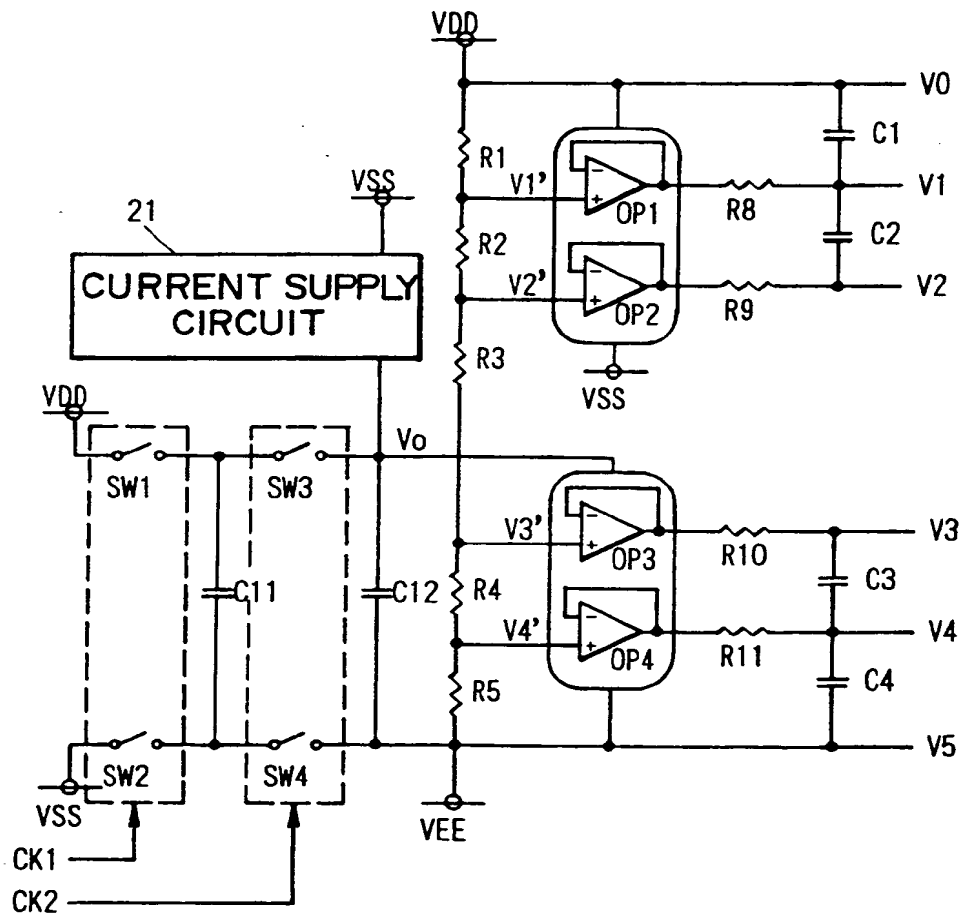 VDD
V0
C1
R1
V1'
OP1
R8
V1
VSS
21
R2
C2
CURRENT SUPPLY
CIRCUIT
V2'
OP2
R9
V2
R3
VSS
VDD
SW1
SW3
Vo
V3'
OP3
R10
V3
C11
C12
R4
C3
V4'
OP4
R11
V4
R5
C4
SW2
SW4
V5
VSS
VEE
CK1
CK2